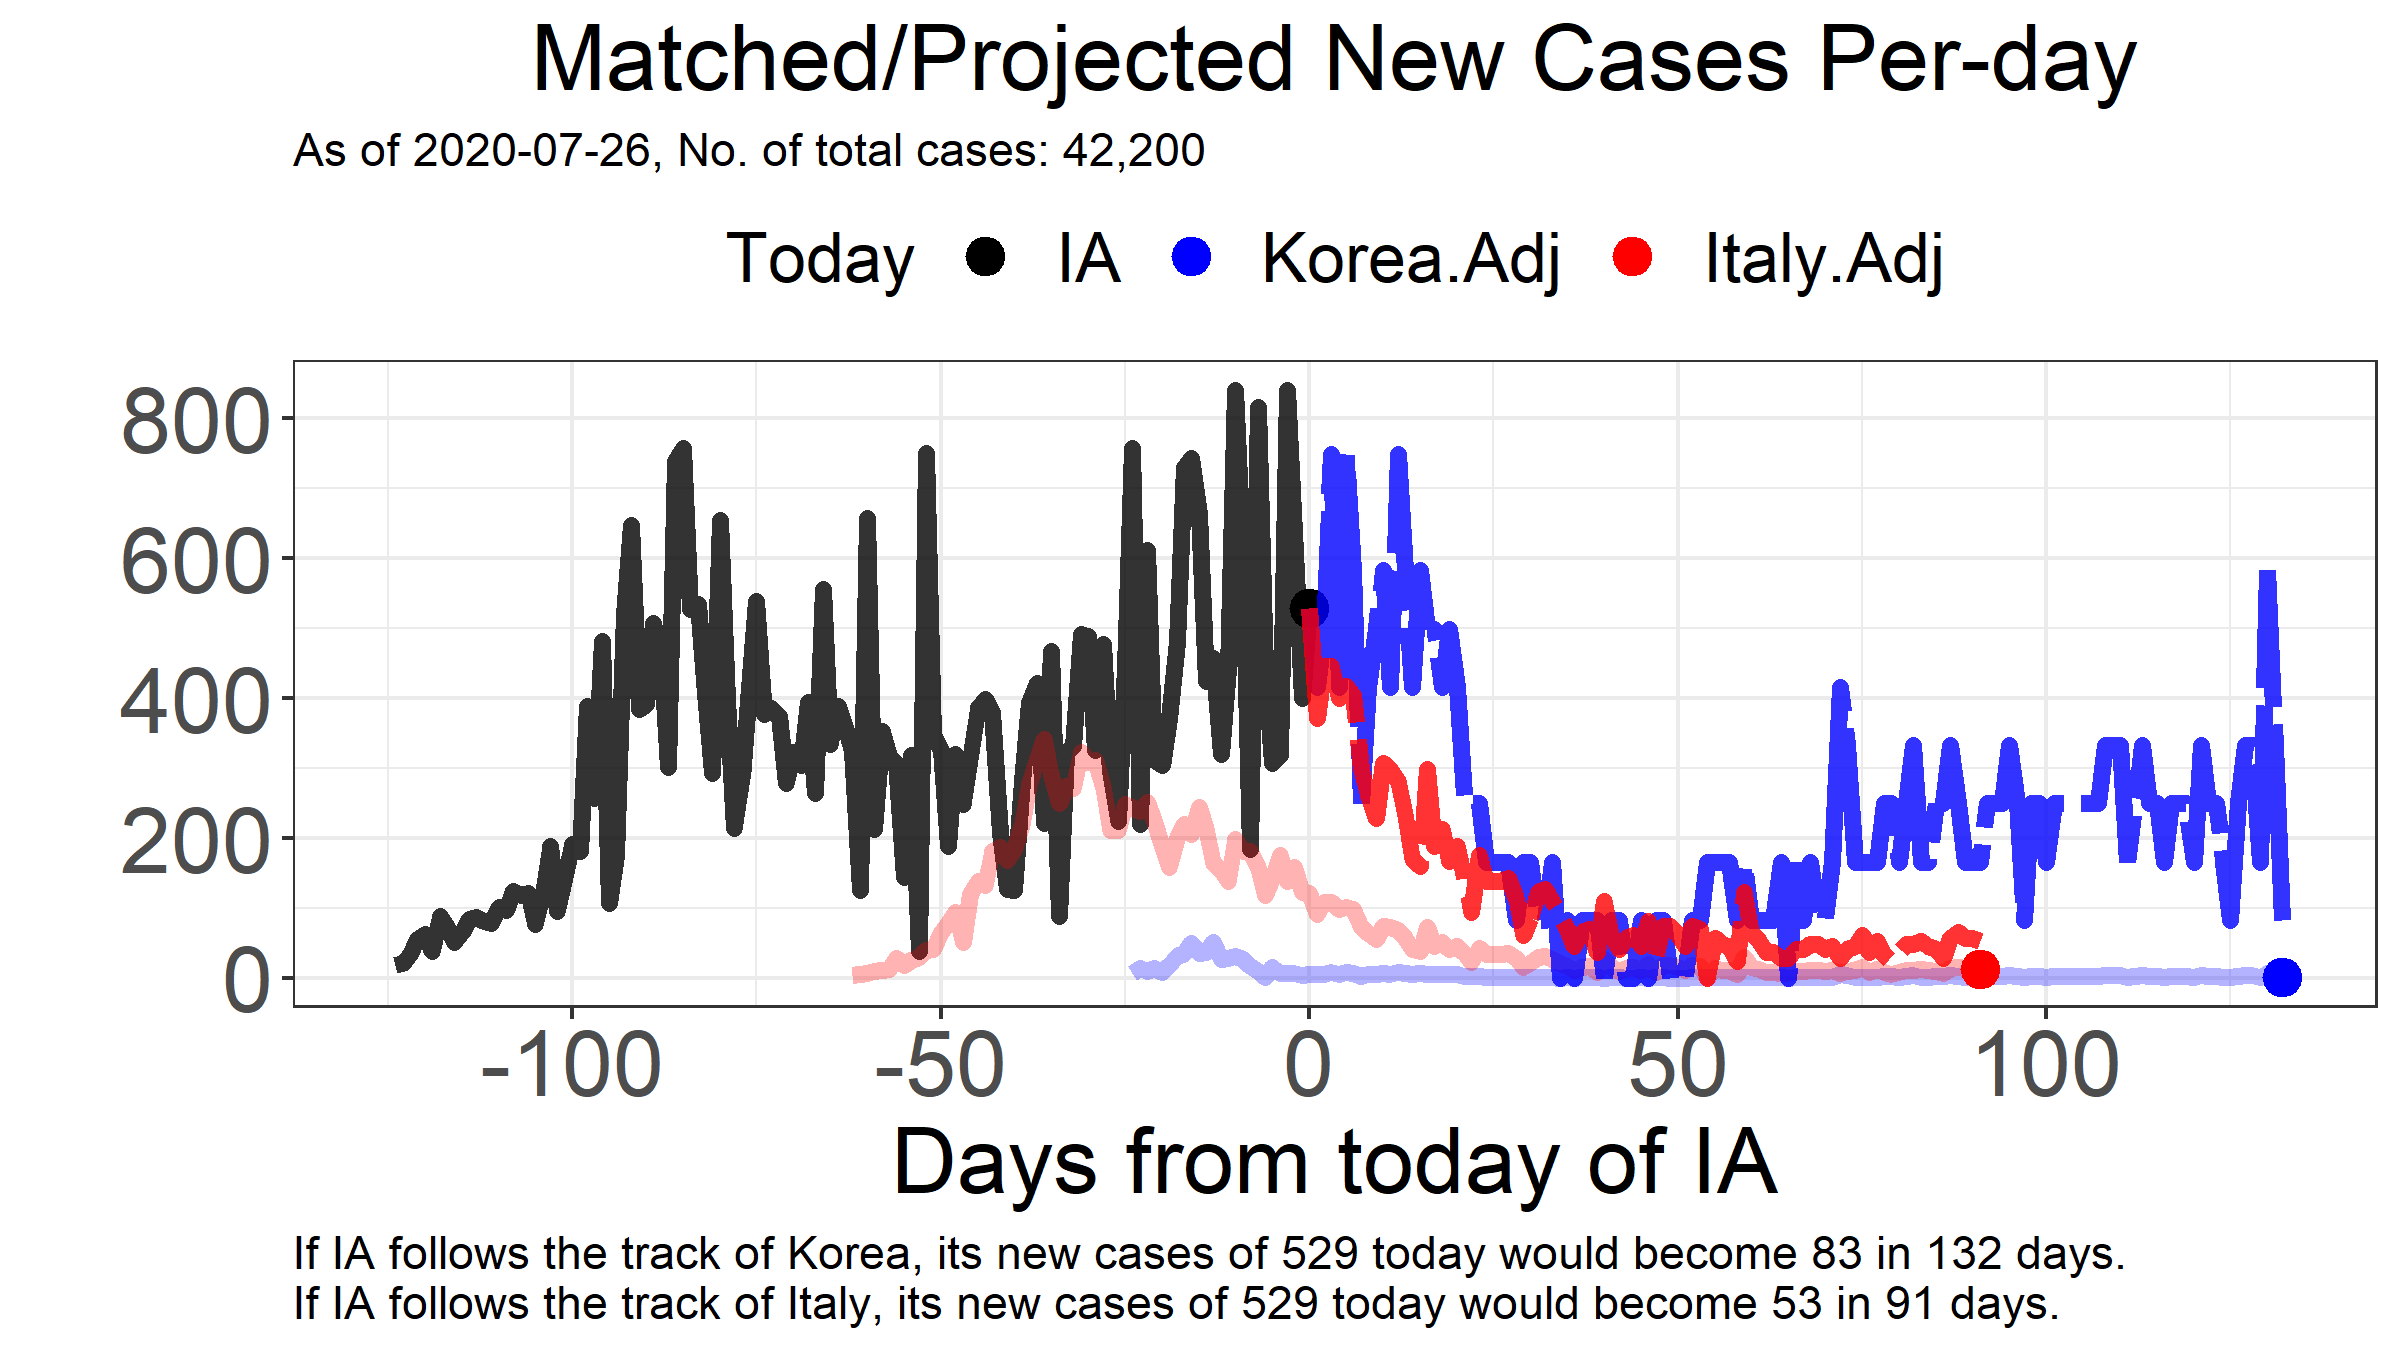 Matched/Projected New Cases Per-day
As of 2020-07-26, No. of total cases: 42,200
Today IA Korea.Adj Italy.Adj
800
600
400
200
0
-100 -50 0 50 100
Days from today of IA
If IA follows the track of Korea, its new cases of 529 today would become 83 in 132 days.
If IA follows the track of Italy, its new cases of 529 today would become 53 in 91 days.